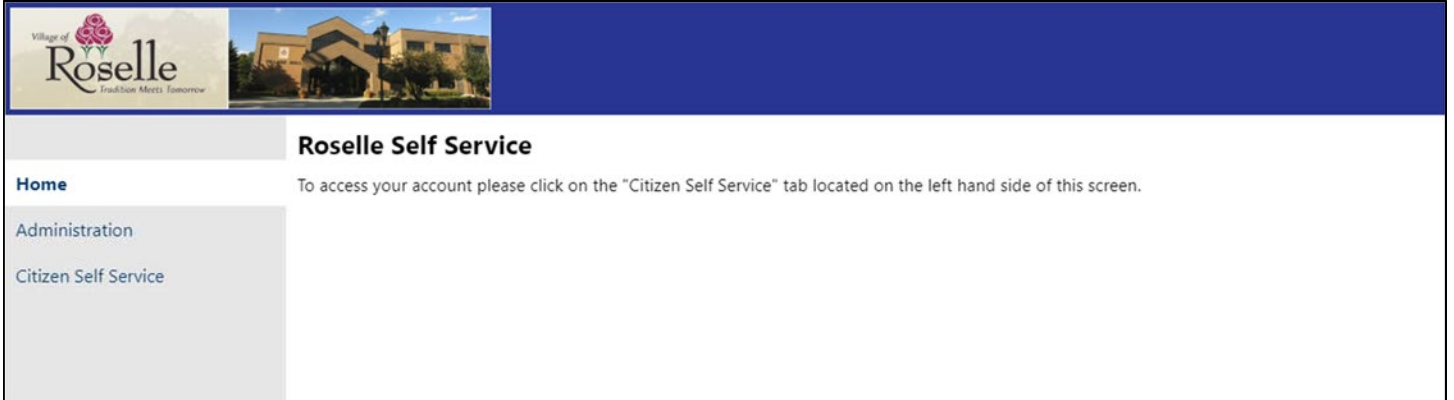 Village of
Roselle
Tradition Meets Tomorrow
Roselle Self Service
Home
To access your account please click on the "Citizen Self Service" tab located on the left hand side of this screen.
Administration
Citizen Self Service